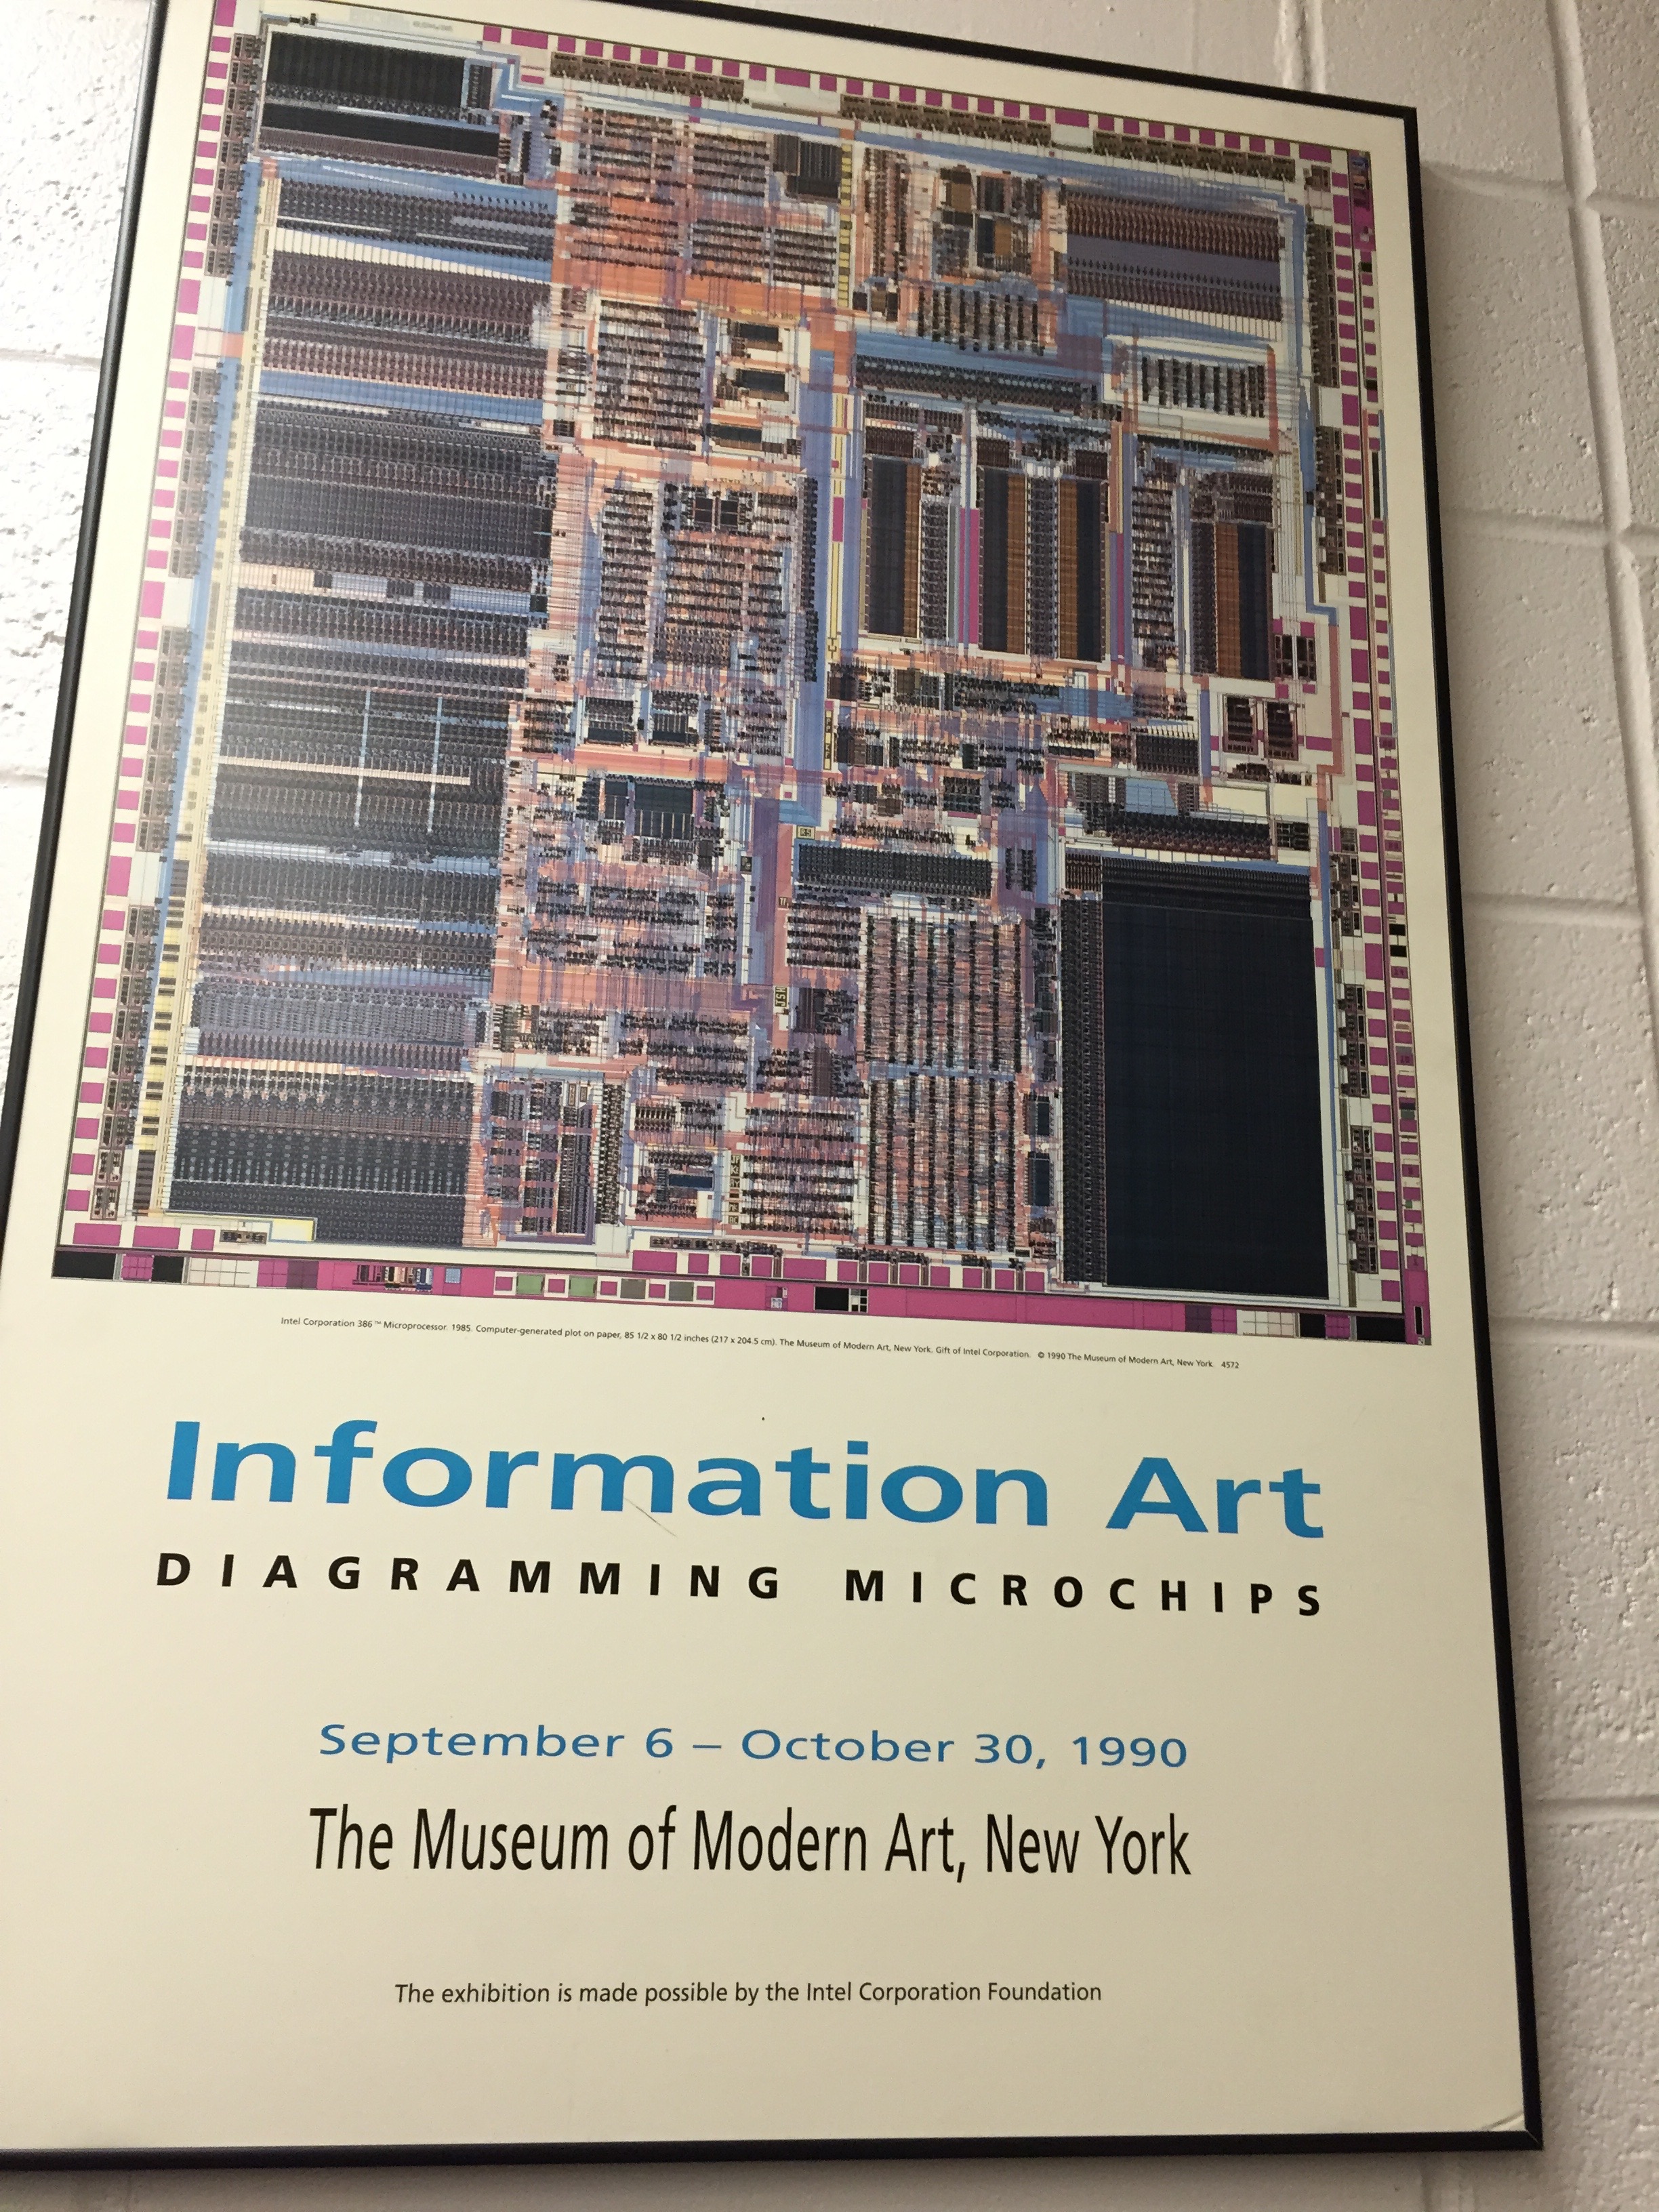 Intel Corporation 386™ Microprocessor. 1985. Computer-generated plot on paper, 85 1/2 x 80 1/2 inches (217 x 204.5 cm). The Museum of Modern Art, New York. Gift of Intel Corporation. © 1990 The Museum of Modern Art, New York. 4572
Information Art
DIAGRAMMING MICROCHIPS
September 6 – October 30, 1990
The Museum of Modern Art, New York
The exhibition is made possible by the Intel Corporation Foundation